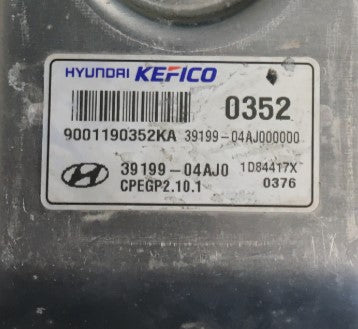 HYUNDAI KEFICO
0352
9001190352KA 39199-04AJ000000
39199-04AJ0 1D84417X
CPEGP2.10.1 0376